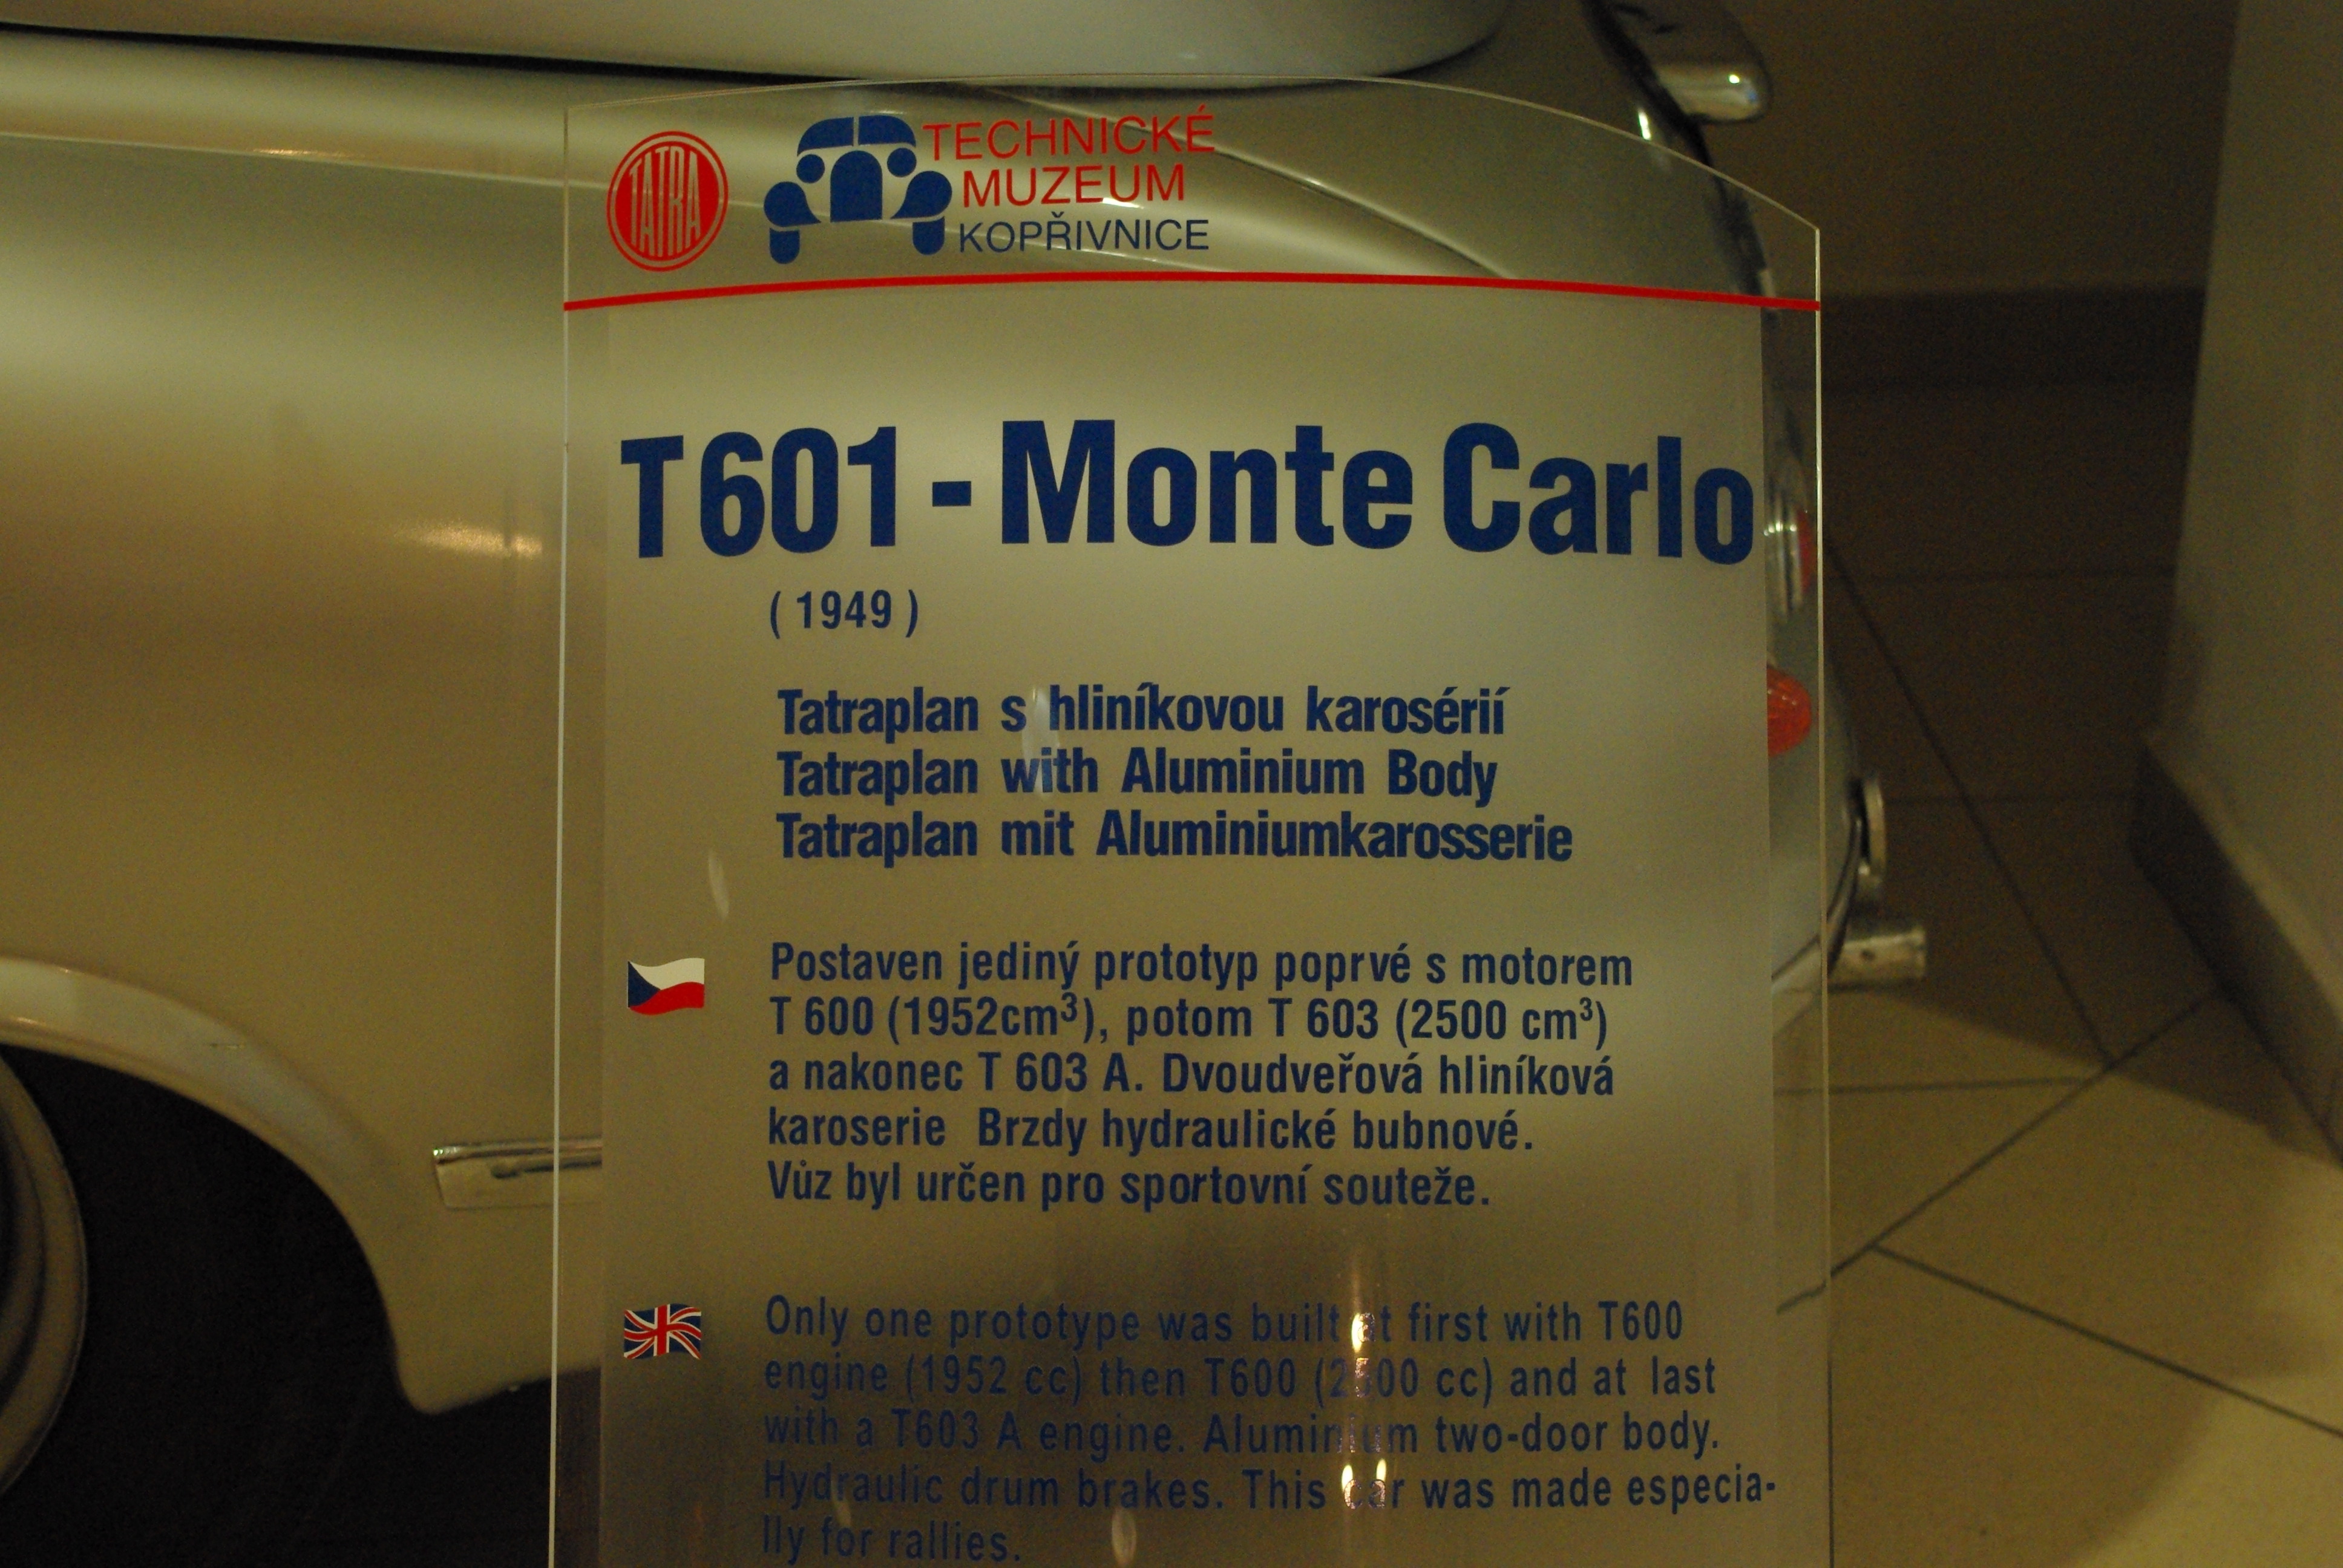 TATRA
TECHNICKÉ
MUZEUM
KOPŘIVNICE
T 601 - Monte Carlo
( 1949 )
Tatraplan s hliníkovou karosérií
Tatraplan with Aluminium Body
Tatraplan mit Aluminiumkarosserie
Postaven jediný prototyp poprvé s motorem
T 600 (1952cm³), potom T 603 (2500 cm³)
a nakonec T 603 A. Dvoudveřová hliníková
karoserie Brzdy hydraulické bubnové.
Vůz byl určen pro sportovní souteže.
Only one prototype was built at first with T600
engine (1952 cc) then T600 (2500 cc) and at last
with a T603 A engine. Aluminium two-door body.
Hydraulic drum brakes. This car was made especia-
lly for rallies.